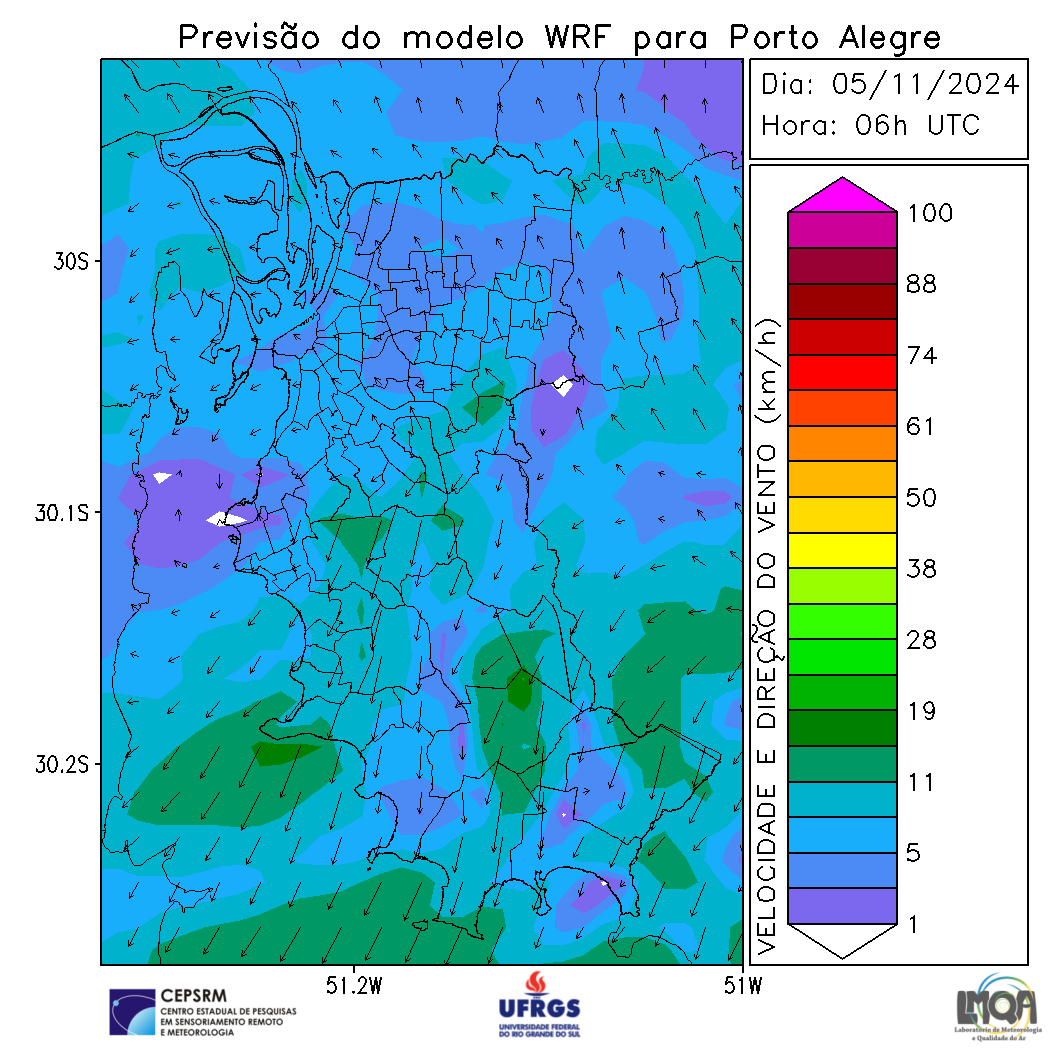 Previsão do modelo WRF para Porto Alegre
Dia: 05/11/2024
Hora: 06h UTC
30S
30.1S
30.2S
51.2W
51W
VELOCIDADE E DIREÇÃO DO VENTO (km/h)
100
88
74
61
50
38
28
19
11
5
1
CEPSRM
CENTRO ESTADUAL DE PESQUISAS
EM SENSORIAMENTO REMOTO
E METEOROLOGIA
UFRGS
UNIVERSIDADE FEDERAL
DO RIO GRANDE DO SUL
LMQA
Laboratório de Meteorologia
e Qualidade do Ar